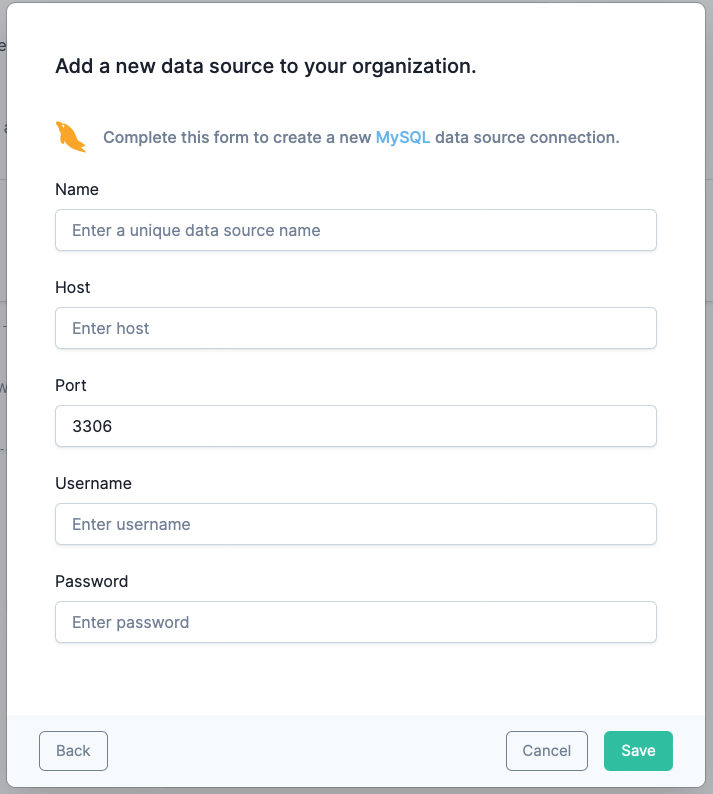 Add a new data source to your organization.
Complete this form to create a new MySQL data source connection.
Name
Enter a unique data source name
Host
Enter host
Port
3306
Username
Enter username
Password
Enter password
Back Cancel Save